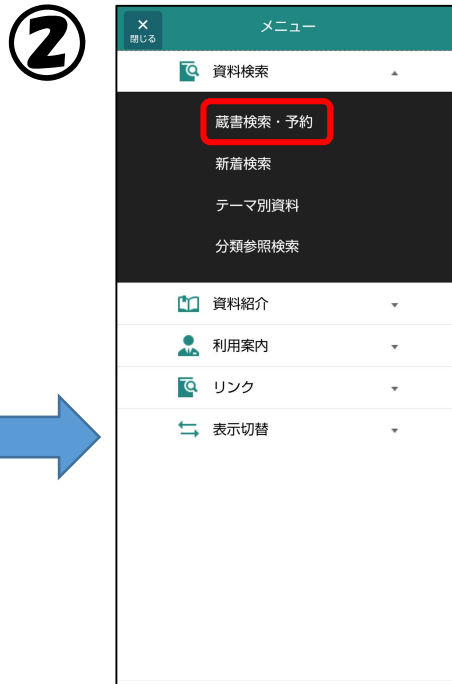 ②
×
閉じる
メニュー
資料検索
蔵書検索・予約
新着検索
テーマ別資料
分類参照検索
資料紹介
利用案内
リンク
表示切替